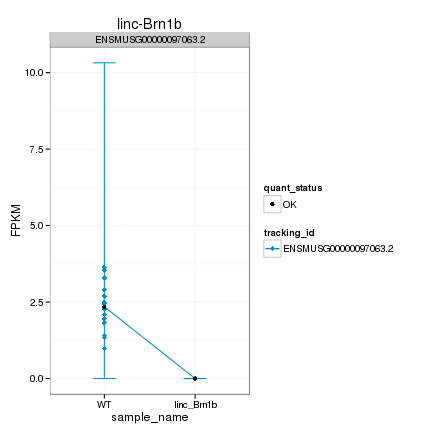 linc-Brn1b
ENSMUSG00000097063.2
10.0
7.5
5.0
2.5
0.0
FPKM
WT
linc_Brn1b
sample_name
quant_status
OK
tracking_id
ENSMUSG00000097063.2